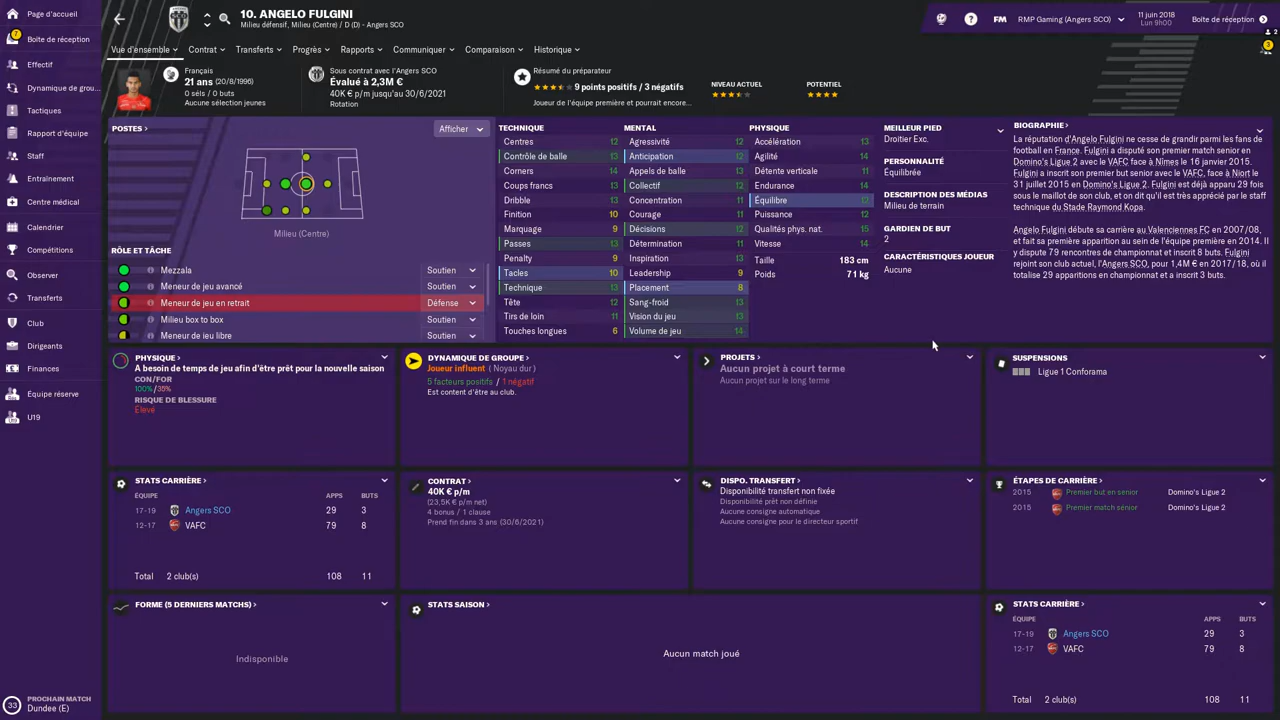 10. ANGELO FULGINI
Milieu défensif, Milieu (Centre) / D (D) - Angers SCO
FM
RMP Gaming (Angers SCO)
11 juin 2018
Lun 9h00
Boîte de réception
2
3
Page d'accueil
7
Boîte de réception
Effectif
Dynamique de grou...
Tactiques
Rapport d'équipe
Staff
Entraînement
Centre médical
Calendrier
Compétitions
Observer
Transferts
Club
Dirigeants
Finances
Équipe réserve
U19
33
PROCHAIN MATCH
Dundee (E)
Vue d'ensemble
Contrat
Transferts
Progrès
Rapports
Communiquer
Comparaison
Historique
Français
21 ans (20/8/1996)
0 séls / 0 buts
Aucune sélection jeunes
Sous contrat avec l'Angers SCO
Évalué à 2,3M €
40K € p/m jusqu'au 30/6/2021
Rotation
Résumé du préparateur
9 points positifs / 3 négatifs
Joueur de l'équipe première et pourrait encore...
NIVEAU ACTUEL
POTENTIEL
POSTES >
Afficher
Milieu (Centre)
RÔLE ET TÂCHE
Mezzala Soutien
Meneur de jeu avancé Soutien
Meneur de jeu en retrait Défense
Milieu box to box Soutien
Meneur de jeu libre Soutien
TECHNIQUE
Centres 12
Contrôle de balle 13
Corners 14
Coups francs 13
Dribble 13
Finition 10
Marquage 9
Passes 13
Penalty 9
Tacles 10
Technique 13
Tête 12
Tirs de loin 11
Touches longues 6
MENTAL
Agressivité 12
Anticipation 12
Appels de balle 13
Collectif 12
Concentration 11
Courage 11
Décisions 12
Détermination 11
Inspiration 13
Leadership 9
Placement 8
Sang-froid 13
Vision du jeu 13
Volume de jeu 14
PHYSIQUE
Accélération 13
Agilité 14
Détente verticale 11
Endurance 14
Équilibre 12
Puissance 12
Qualités phys. nat. 15
Vitesse 14
Taille 183 cm
Poids 71 kg
MEILLEUR PIED
Droitier Exc.
PERSONNALITÉ
Équilibrée
DESCRIPTION DES MÉDIAS
Milieu de terrain
GARDIEN DE BUT
2
CARACTÉRISTIQUES JOUEUR
Aucune
BIOGRAPHIE >
La réputation d'Angelo Fulgini ne cesse de grandir parmi les fans de
football en France. Fulgini a disputé son premier match senior en
Domino's Ligue 2 avec le VAFC face à Nîmes le 16 janvier 2015.
Fulgini a inscrit son premier but senior avec le VAFC, face à Niort le
31 juillet 2015 en Domino's Ligue 2. Fulgini est déjà apparu 29 fois
sous le maillot de son club, et on dit qu'il est très apprécié par le staff
technique du Stade Raymond Kopa.
Angelo Fulgini débute sa carrière au Valenciennes FC en 2007/08,
et fait sa première apparition au sein de l'équipe première en 2014. Il
y dispute 79 rencontres de championnat et inscrit 8 buts. Fulgini
rejoint son club actuel, l'Angers SCO, pour 1,4M € en 2017/18, où il
totalise 29 apparitions en championnat et inscrit 3 buts.
PHYSIQUE >
A besoin de temps de jeu afin d'être prêt pour la nouvelle saison
CON/FOR
100%/35%
RISQUE DE BLESSURE
Élevé
DYNAMIQUE DE GROUPE >
Joueur influent (Noyau dur)
5 facteurs positifs / 1 négatif
Est content d'être au club.
PROJETS >
Aucun projet à court terme
Aucun projet sur le long terme
SUSPENSIONS
Ligue 1 Conforama
STATS CARRIÈRE >
ÉQUIPE APPS BUTS
17-19 Angers SCO 29 3
12-17 VAFC 79 8
Total 2 club(s) 108 11
CONTRAT >
40K € p/m
(23,5K € p/m net)
4 bonus / 1 clause
Prend fin dans 3 ans (30/6/2021)
DISPO. TRANSFERT >
Disponibilité transfert non fixée
Disponibilité prêt non définie
Aucune consigne automatique
Aucune consigne pour le directeur sportif
ÉTAPES DE CARRIÈRE >
2015 Premier but en sénior Domino's Ligue 2
2015 Premier match sénior Domino's Ligue 2
FORME (5 DERNIERS MATCHS) >
Indisponible
STATS SAISON >
Aucun match joué
STATS CARRIÈRE >
ÉQUIPE APPS BUTS
17-19 Angers SCO 29 3
12-17 VAFC 79 8
Total 2 club(s) 108 11